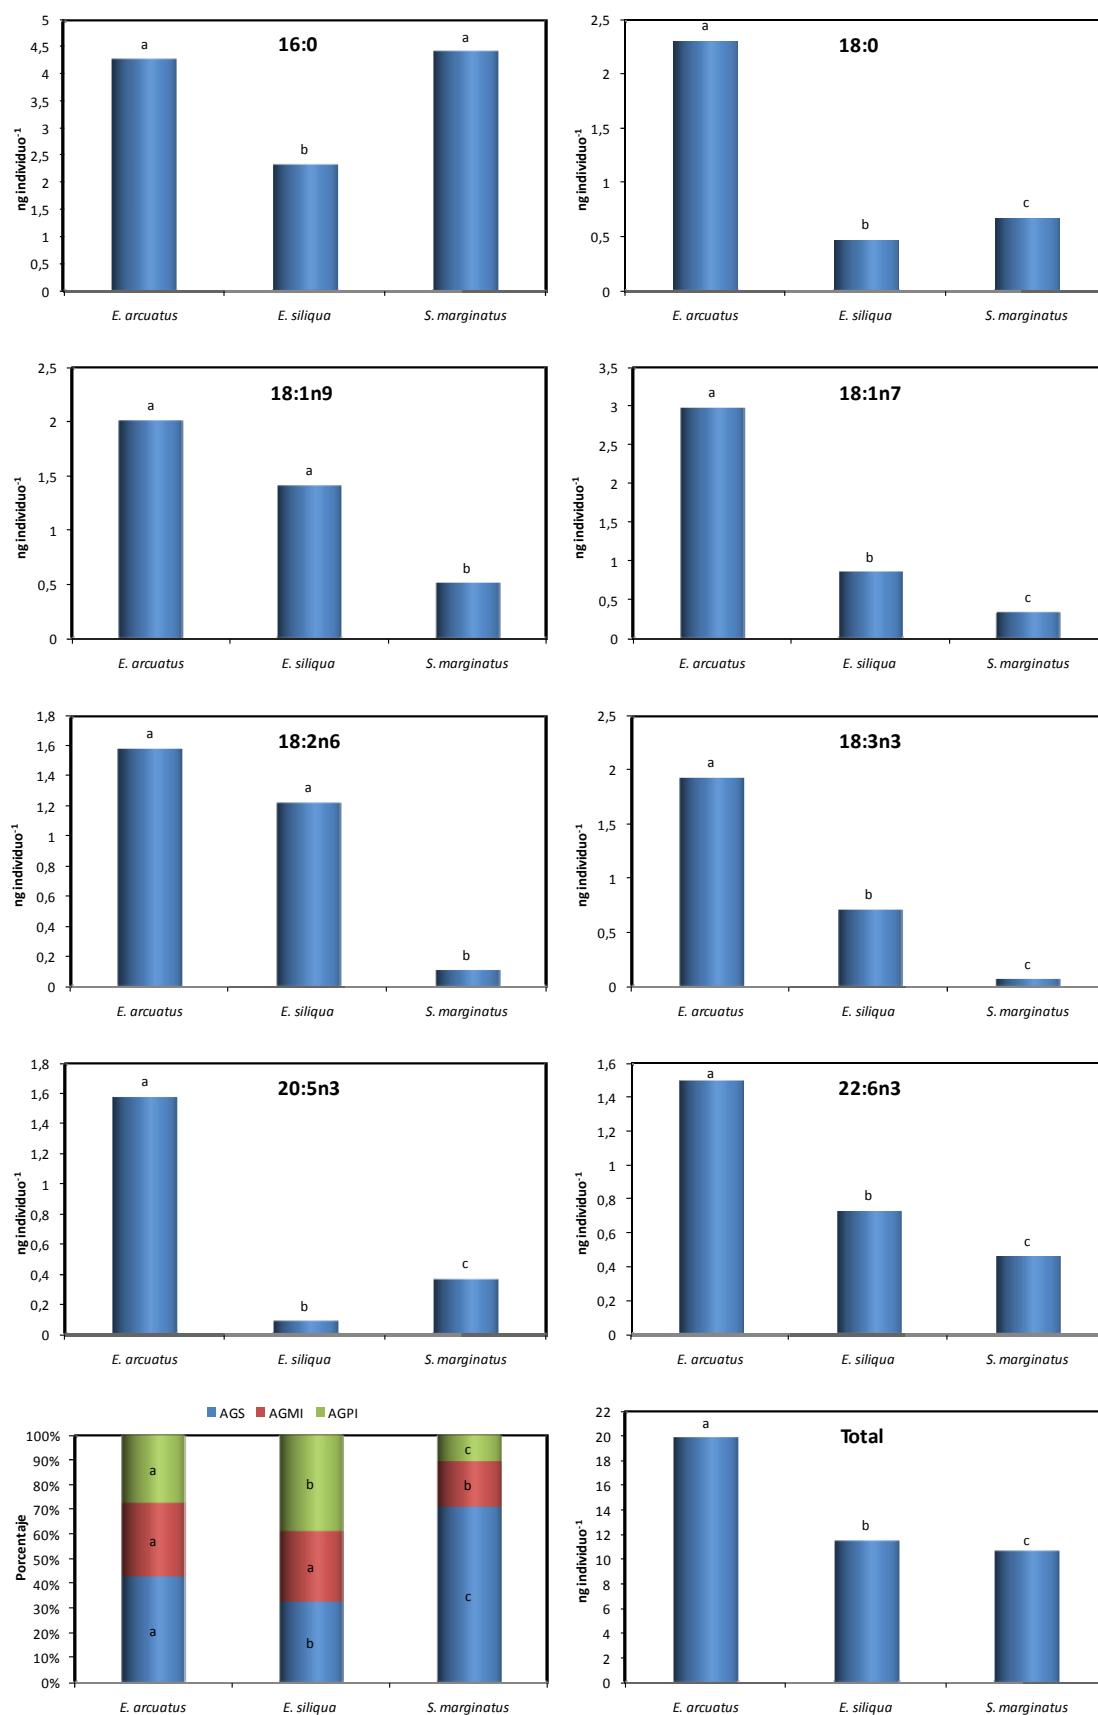 16:0
ng individuo-1
5
4,5
4
3,5
3
2,5
2
1,5
1
0,5
0
a
b
a
E. arcuatus
E. siliqua
S. marginatus
18:0
ng individuo-1
2,5
2
1,5
1
0,5
0
a
b
c
E. arcuatus
E. siliqua
S. marginatus
18:1n9
ng individuo-1
2,5
2
1,5
1
0,5
0
a
a
b
E. arcuatus
E. siliqua
S. marginatus
18:1n7
ng individuo-1
3,5
3
2,5
2
1,5
1
0,5
0
a
b
c
E. arcuatus
E. siliqua
S. marginatus
18:2n6
ng individuo-1
1,8
1,6
1,4
1,2
1
0,8
0,6
0,4
0,2
0
a
a
b
E. arcuatus
E. siliqua
S. marginatus
18:3n3
ng individuo-1
2,5
2
1,5
1
0,5
0
a
b
c
E. arcuatus
E. siliqua
S. marginatus
20:5n3
ng individuo-1
1,8
1,6
1,4
1,2
1
0,8
0,6
0,4
0,2
0
a
b
c
E. arcuatus
E. siliqua
S. marginatus
22:6n3
ng individuo-1
1,6
1,4
1,2
1
0,8
0,6
0,4
0,2
0
a
b
c
E. arcuatus
E. siliqua
S. marginatus
AGS AGMI AGPI
Porcentaje
100%
90%
80%
70%
60%
50%
40%
30%
20%
10%
0%
a
b
c
a
a
b
a
b
c
E. arcuatus
E. siliqua
S. marginatus
Total
ng individuo-1
22
20
18
16
14
12
10
8
6
4
2
0
a
b
c
E. arcuatus
E. siliqua
S. marginatus